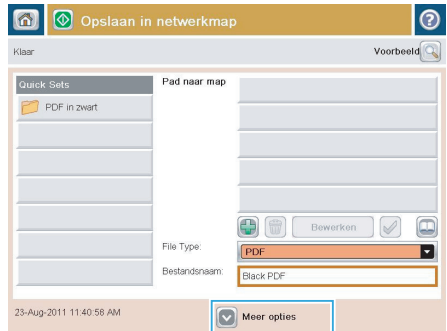 Opslaan in netwerkmap
Klaar
Voorbeeld
Quick Sets
PDF in zwart
Pad naar map
Bewerken
File Type:
PDF
Bestandsnaam:
Black PDF
23-Aug-2011 11:40:58 AM
Meer opties